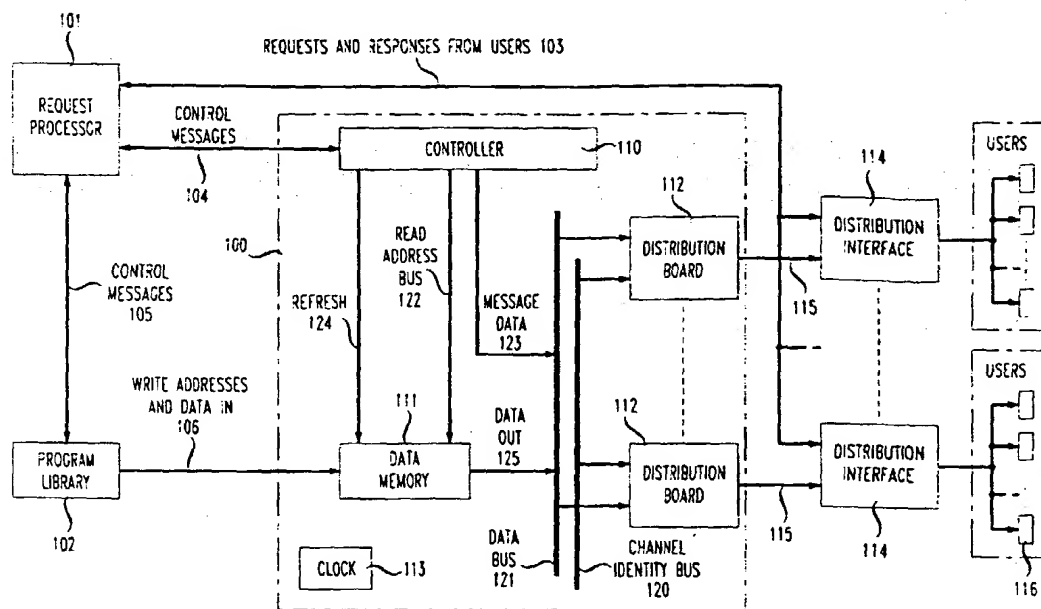 101
REQUEST
PROCESSOR
REQUESTS AND RESPONSES FROM USERS 103
CONTROL
MESSAGES
104
CONTROLLER
110
100
REFRESH
124
READ
ADDRESS
BUS
122
MESSAGE
DATA
123
112
DISTRIBUTION
BOARD
115
114
DISTRIBUTION
INTERFACE
USERS
CONTROL
MESSAGES
105
WRITE ADDRESSES
AND DATA IN
106
PROGRAM
LIBRARY
102
111
DATA
MEMORY
DATA
OUT
125
112
DISTRIBUTION
BOARD
115
DISTRIBUTION
INTERFACE
114
USERS
116
CLOCK
113
DATA
BUS
121
CHANNEL
IDENTITY BUS
120